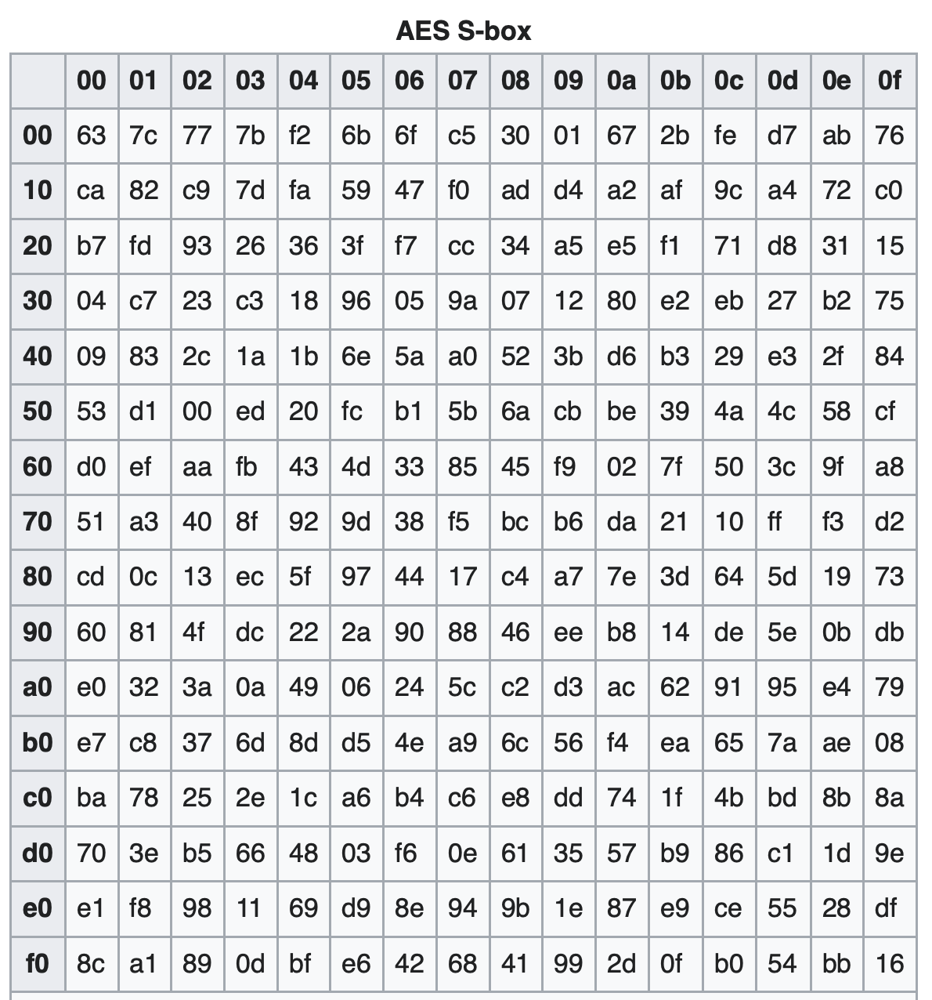 AES S-box
00 01 02 03 04 05 06 07 08 09 0a 0b 0c 0d 0e 0f
00 63 7c 77 7b f2 6b 6f c5 30 01 67 2b fe d7 ab 76
10 ca 82 c9 7d fa 59 47 f0 ad d4 a2 af 9c a4 72 c0
20 b7 fd 93 26 36 3f f7 cc 34 a5 e5 f1 71 d8 31 15
30 04 c7 23 c3 18 96 05 9a 07 12 80 e2 eb 27 b2 75
40 09 83 2c 1a 1b 6e 5a a0 52 3b d6 b3 29 e3 2f 84
50 53 d1 00 ed 20 fc b1 5b 6a cb be 39 4a 4c 58 cf
60 d0 ef aa fb 43 4d 33 85 45 f9 02 7f 50 3c 9f a8
70 51 a3 40 8f 92 9d 38 f5 bc b6 da 21 10 ff f3 d2
80 cd 0c 13 ec 5f 97 44 17 c4 a7 7e 3d 64 5d 19 73
90 60 81 4f dc 22 2a 90 88 46 ee b8 14 de 5e 0b db
a0 e0 32 3a 0a 49 06 24 5c c2 d3 ac 62 91 95 e4 79
b0 e7 c8 37 6d 8d d5 4e a9 6c 56 f4 ea 65 7a ae 08
c0 ba 78 25 2e 1c a6 b4 c6 e8 dd 74 1f 4b bd 8b 8a
d0 70 3e b5 66 48 03 f6 0e 61 35 57 b9 86 c1 1d 9e
e0 e1 f8 98 11 69 d9 8e 94 9b 1e 87 e9 ce 55 28 df
f0 8c a1 89 0d bf e6 42 68 41 99 2d 0f b0 54 bb 16